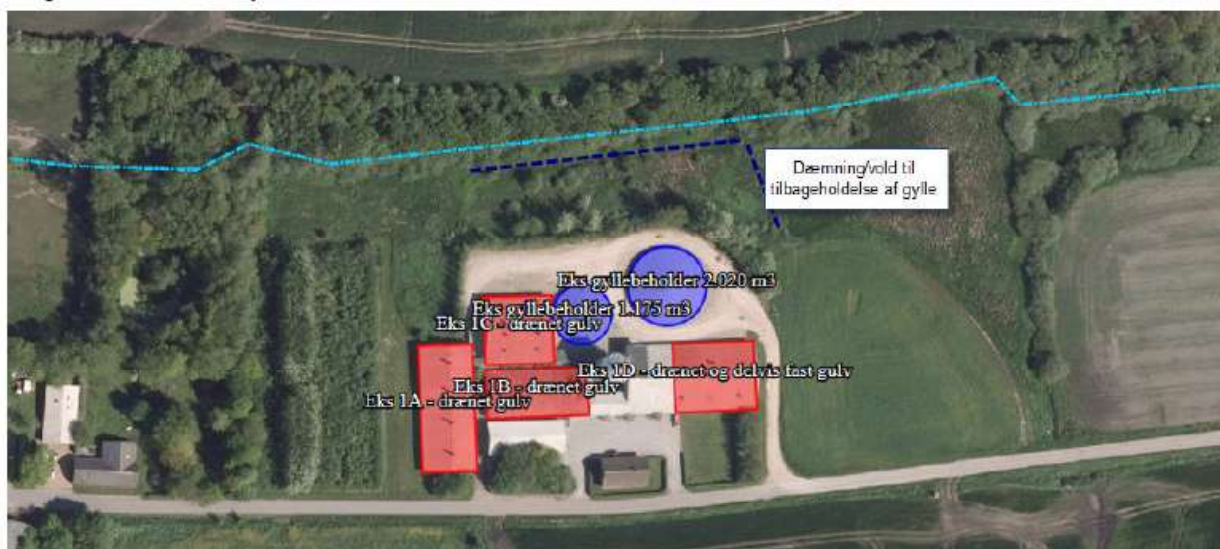 Dæmning/vold til
tilbageholdelse af gylle
Eks gyllebeholder 2.020 m3
Eks gyllebeholder 1.175 m3
Eks 1C - drænet gulv
Eks 1D - drænet og delvis fast gulv
Eks 1B - drænet gulv
Eks 1A - drænet gulv